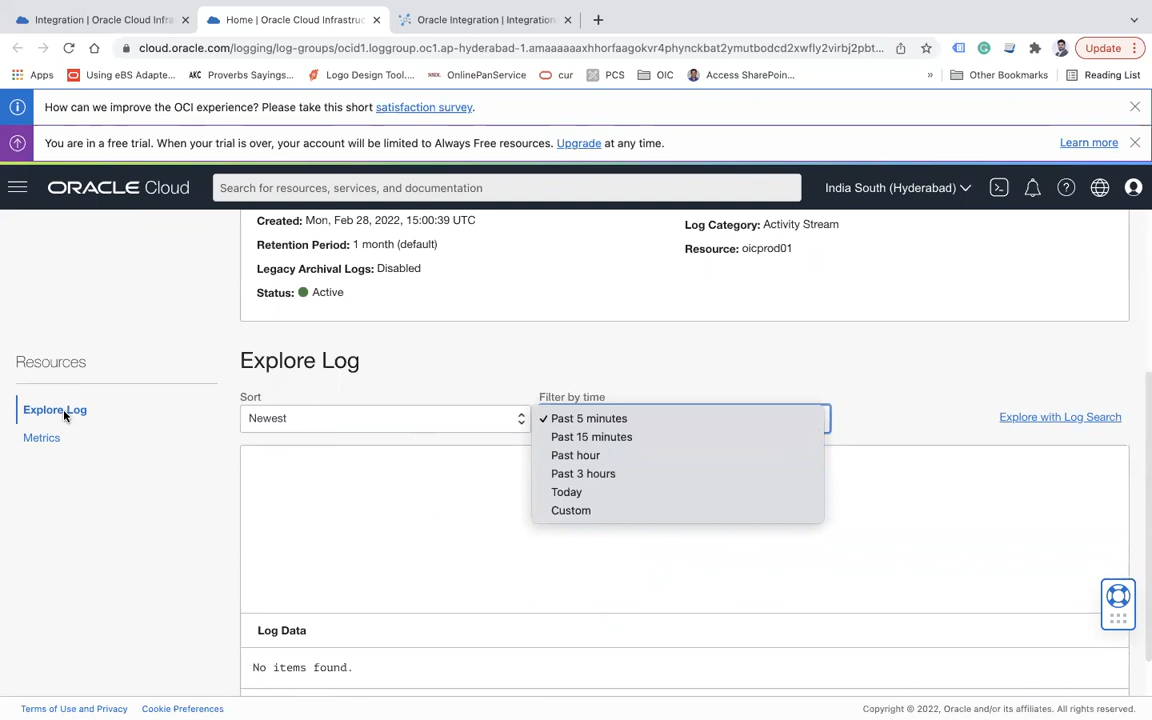 Integration | Oracle Cloud Infra
Home | Oracle Cloud Infrastruc
Oracle Integration | Integration
cloud.oracle.com/logging/log-groups/ocid1.loggroup.oc1.ap-hyderabad-1.amaaaaaaxhhorfaagokvr4phynckbat2ymutbodcd2xwfly2virbj2pbt...
Update
Apps
Using eBS Adapte...
AKC Proverbs Sayings...
Logo Design Tool....
OnlinePanService
cur
PCS
OIC
Access SharePoin...
»
Other Bookmarks
Reading List
How can we improve the OCI experience? Please take this short satisfaction survey.
You are in a free trial. When your trial is over, your account will be limited to Always Free resources. Upgrade at any time.
Learn more
ORACLE Cloud
Search for resources, services, and documentation
India South (Hyderabad)
Created: Mon, Feb 28, 2022, 15:00:39 UTC
Log Category: Activity Stream
Retention Period: 1 month (default)
Resource: oicprod01
Legacy Archival Logs: Disabled
Status: Active
Resources
Explore Log
Metrics
Explore Log
Sort
Newest
Filter by time
✓ Past 5 minutes
Past 15 minutes
Past hour
Past 3 hours
Today
Custom
Explore with Log Search
Log Data
No items found.
Terms of Use and Privacy
Cookie Preferences
Copyright © 2022, Oracle and/or its affiliates. All rights reserved.